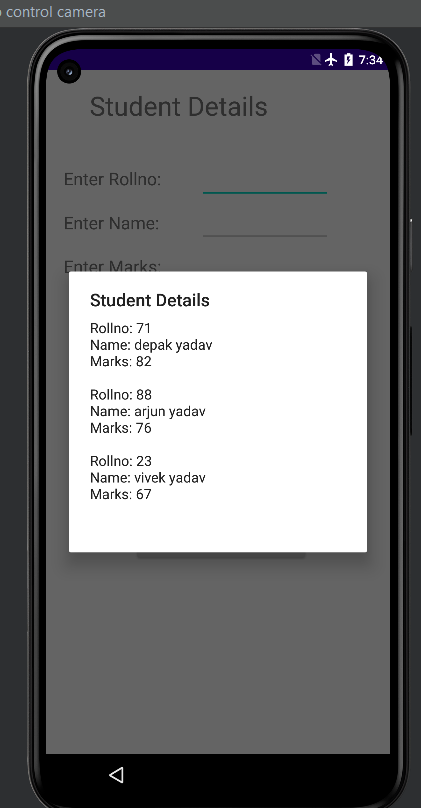 control camera
7:34
Student Details
Enter Rollno:
Enter Name:
Enter Marks:
Student Details
Rollno: 71
Name: depak yadav
Marks: 82
Rollno: 88
Name: arjun yadav
Marks: 76
Rollno: 23
Name: vivek yadav
Marks: 67